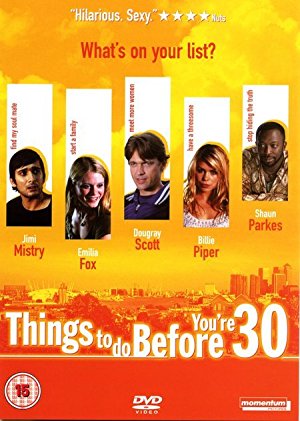 "Hilarious. Sexy." ★★★★ Nuts
What's on your list?
find my soul mate
start a family
meet more women
have a threesome
stop hiding the truth
Jimi
Mistry
Emilia
Fox
Dougray
Scott
Billie
Piper
Shaun
Parkes
Things to do Before You're 30
15
DVD
VIDEO
momentum
PICTURES